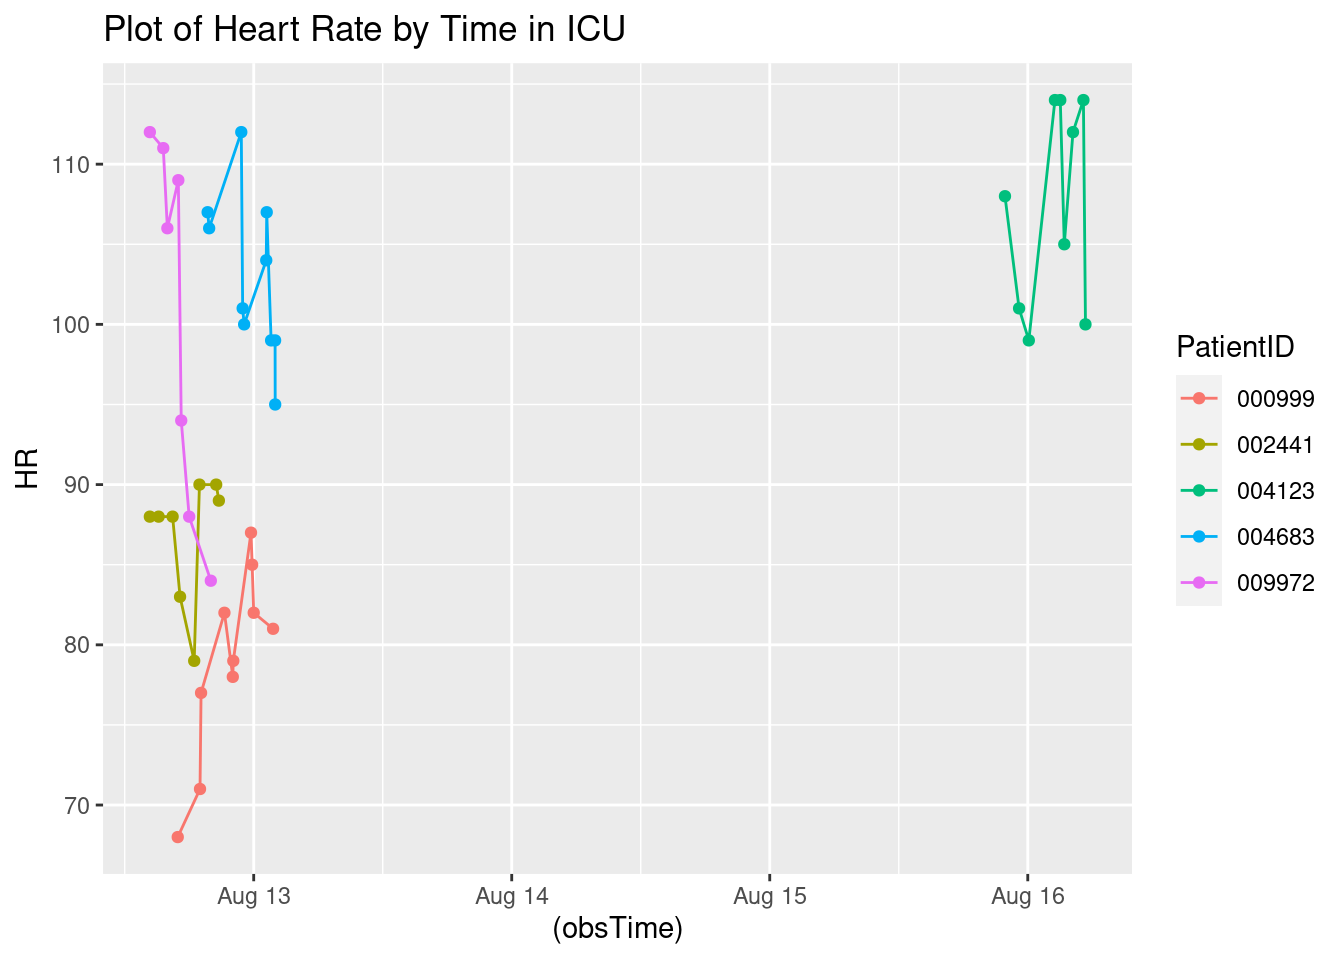 Plot of Heart Rate by Time in ICU
110
100
90
80
70
HR
Aug 13 Aug 14 Aug 15 Aug 16
(obsTime)
PatientID
000999
002441
004123
004683
009972